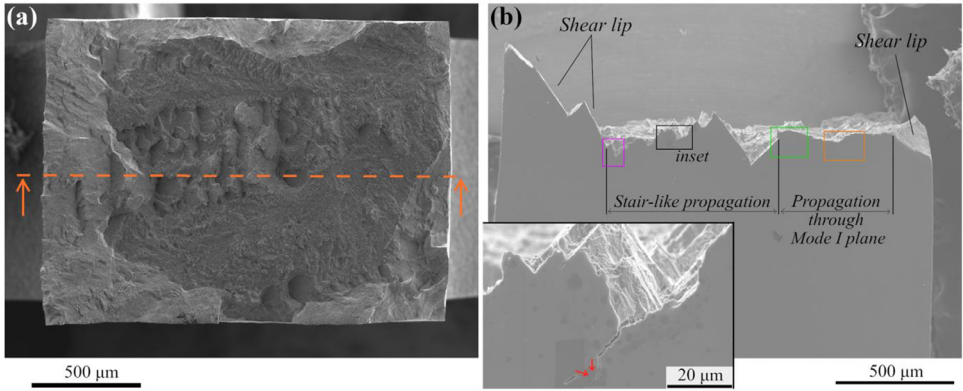 (a)
500 μm
(b)
Shear lip
Shear lip
inset
Stair-like propagation
Propagation
through
Mode I plane
20 μm
500 μm